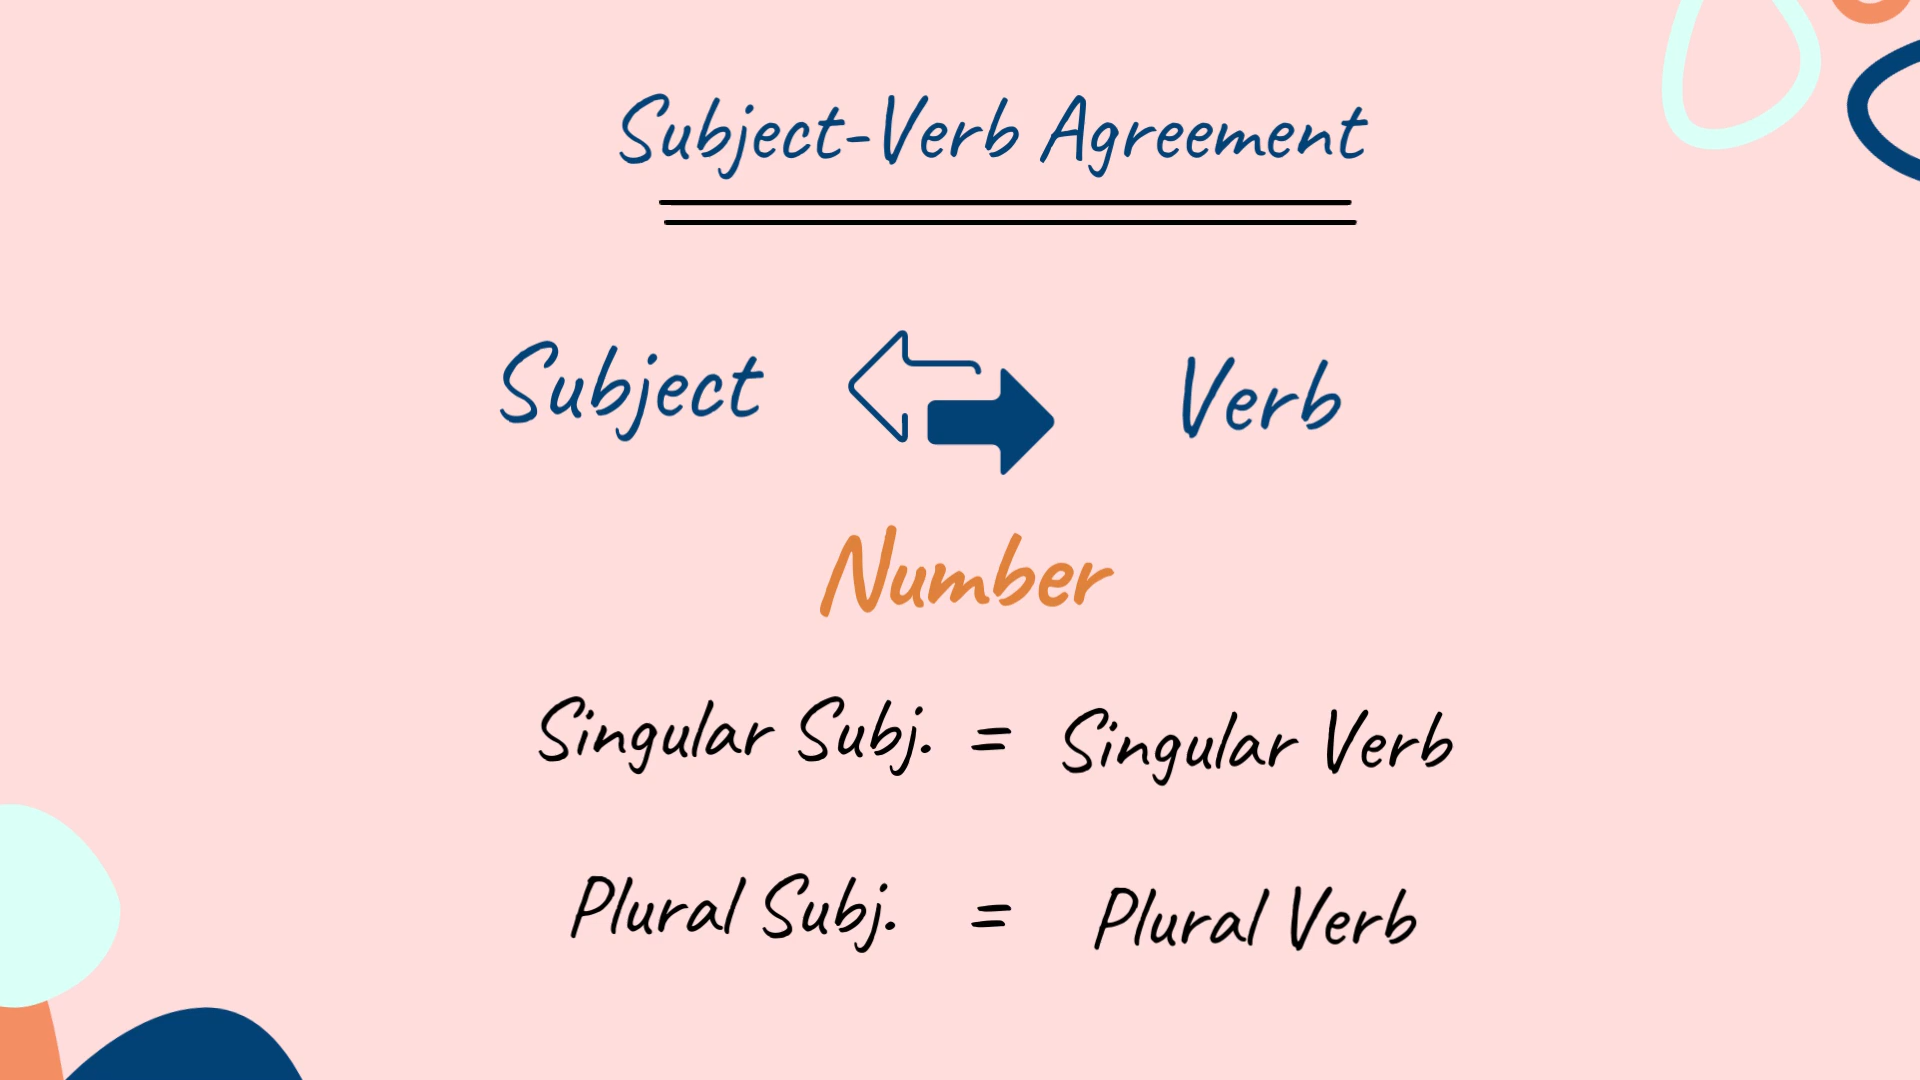 Subject-Verb Agreement
Subject Verb
Number
Singular Subj. = Singular Verb
Plural Subj. = Plural Verb